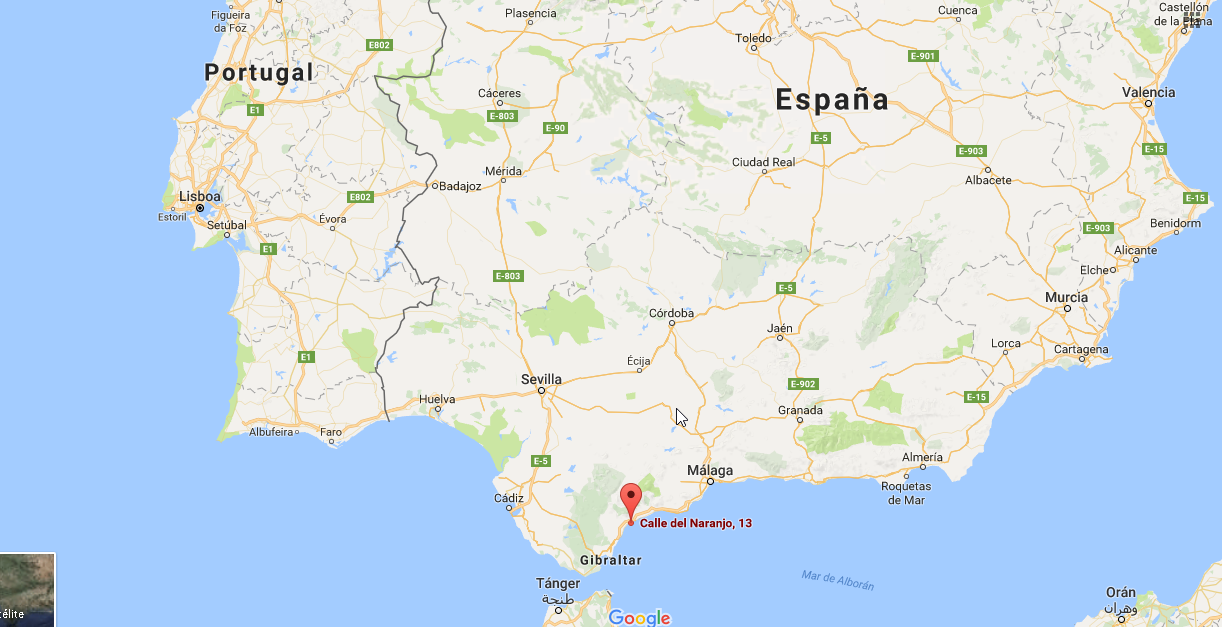 Figueira
da Foz
Plasencia
Cuenca
Castellón
de la Plana
E802
Toledo
E-901
Portugal
España
Cáceres
Valencia
E1
E-803
E-90
E-5
E-903
E-15
Ciudad Real
Mérida
Albacete
Badajoz
Lisboa
E802
E-15
Estoril
Évora
Setúbal
E-903
Benidorm
E1
Alicante
E-803
Elche
E-5
Murcia
Córdoba
Jaén
Lorca
Cartagena
E1
Écija
Sevilla
E-902
E-15
Huelva
Granada
Albufeira
Faro
E-5
Almería
Málaga
Roquetas
de Mar
Cádiz
Calle del Naranjo, 13
Gibraltar
Mar de Alborán
Tánger
طنجة
Orán
وهران
télite
Google